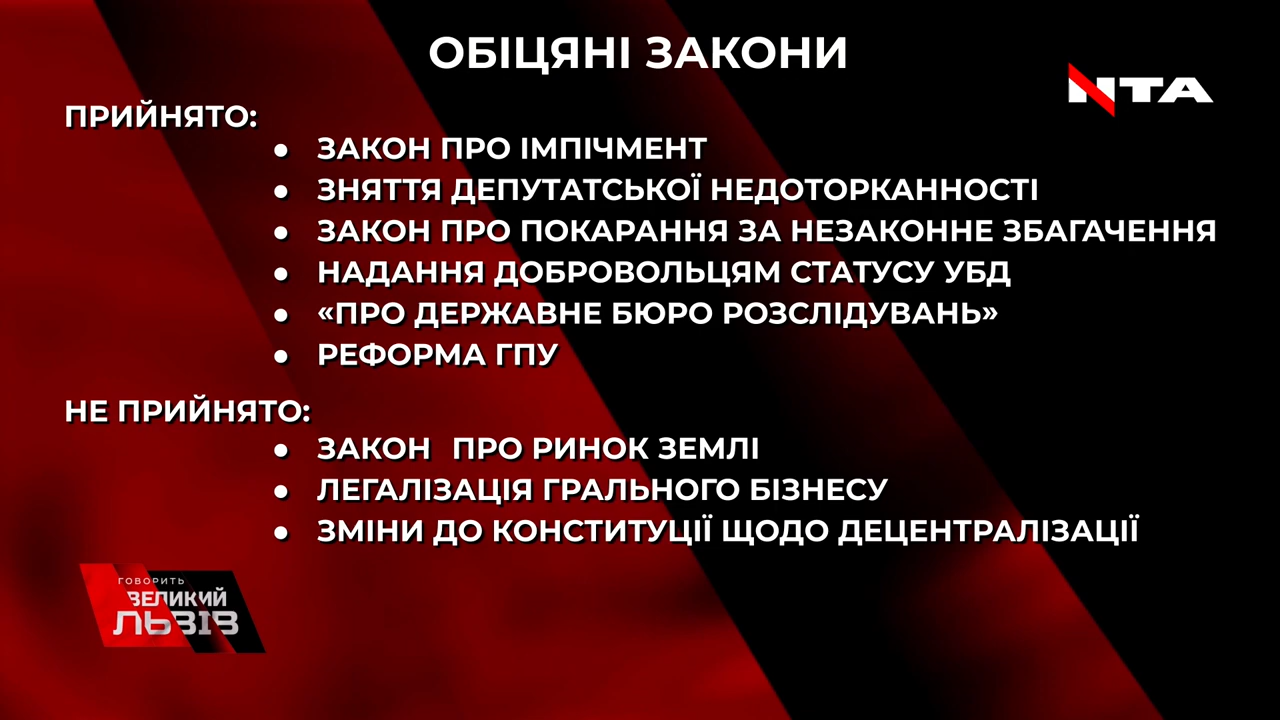 ОБІЦЯНІ ЗАКОНИ
NTA
ПРИЙНЯТО:
● ЗАКОН ПРО ІМПІЧМЕНТ
● ЗНЯТТЯ ДЕПУТАТСЬКОЇ НЕДОТОРКАННОСТІ
● ЗАКОН ПРО ПОКАРАННЯ ЗА НЕЗАКОННЕ ЗБАГАЧЕННЯ
● НАДАННЯ ДОБРОВОЛЬЦЯМ СТАТУСУ УБД
● «ПРО ДЕРЖАВНЕ БЮРО РОЗСЛІДУВАНЬ»
● РЕФОРМА ГПУ
НЕ ПРИЙНЯТО:
● ЗАКОН ПРО РИНОК ЗЕМЛІ
● ЛЕГАЛІЗАЦІЯ ГРАЛЬНОГО БІЗНЕСУ
● ЗМІНИ ДО КОНСТИТУЦІЇ ЩОДО ДЕЦЕНТРАЛІЗАЦІЇ
ГОВОРИТЬ
ВЕЛИКИЙ
ЛЬВІВ